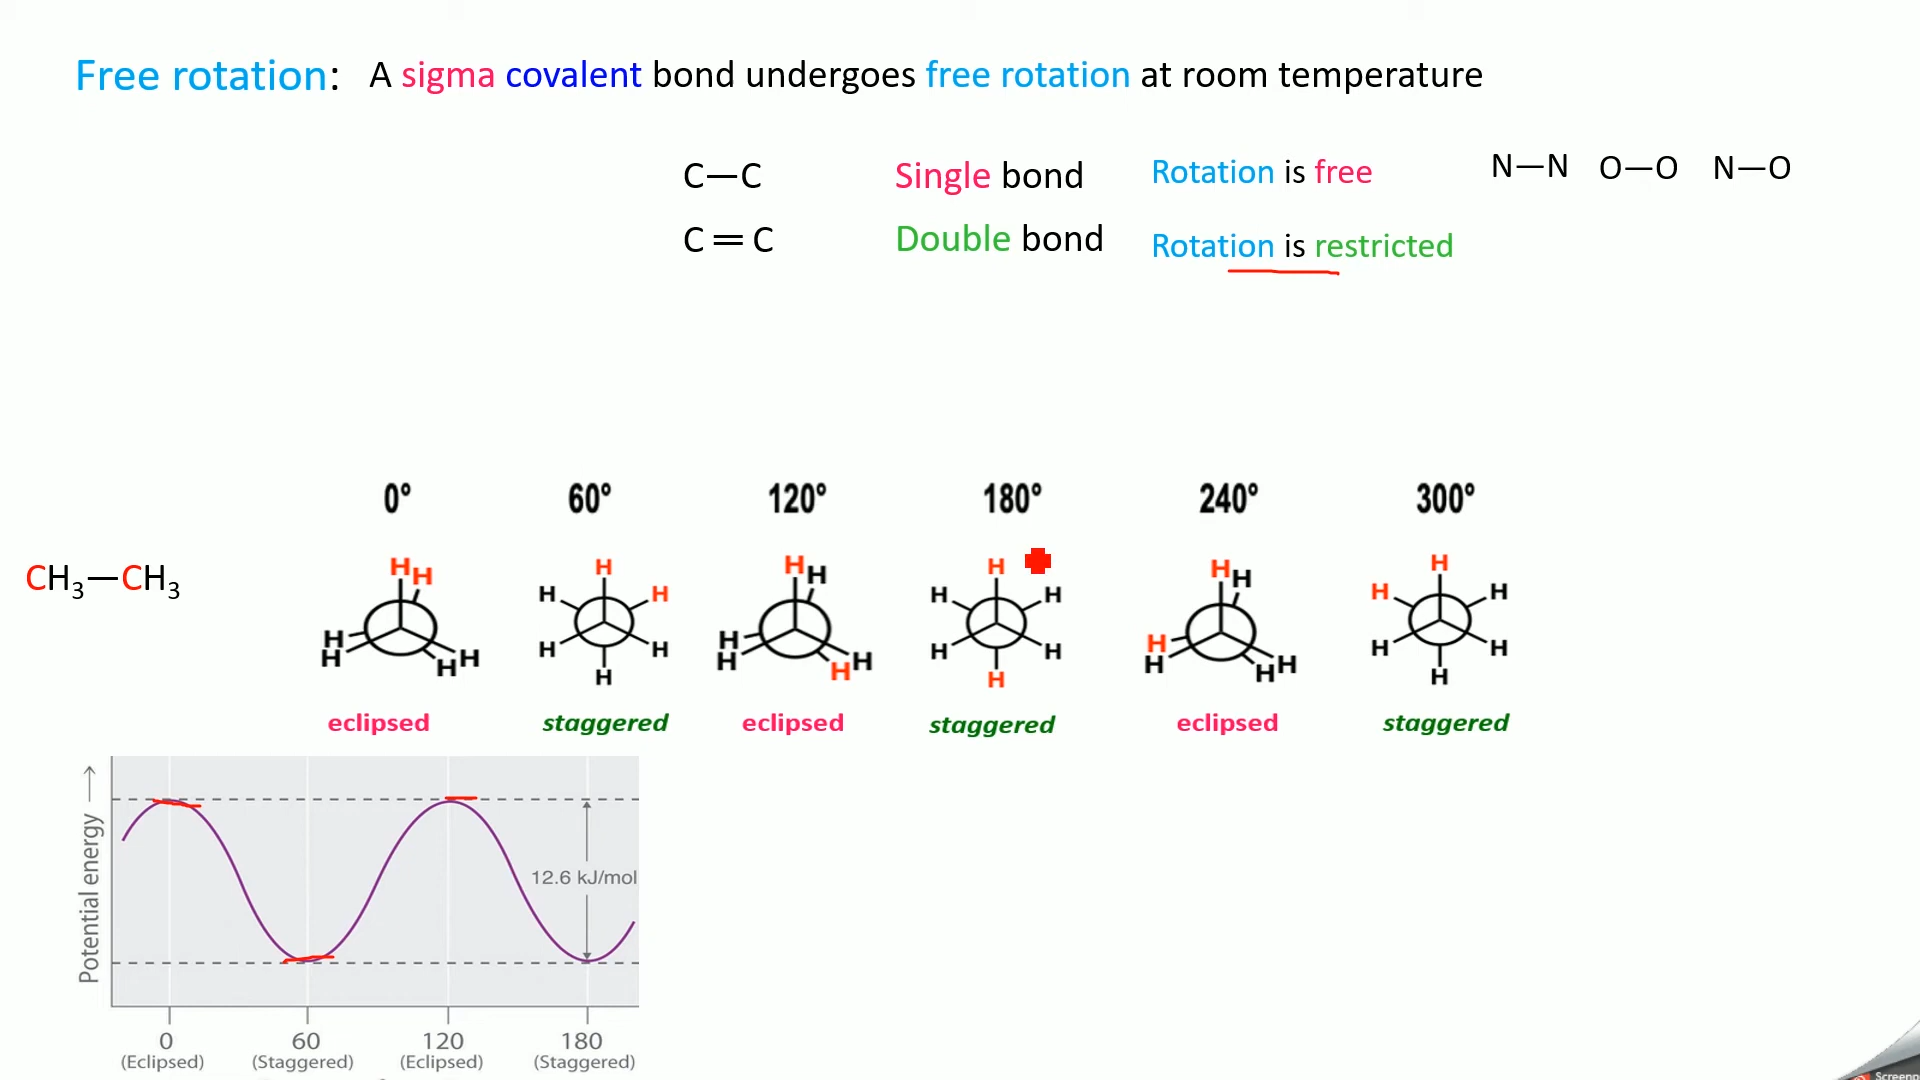 Free rotation: A sigma covalent bond undergoes free rotation at room temperature
C—C Single bond Rotation is free N—N O—O N—O
C=C Double bond Rotation is restricted
0° 60° 120° 180° 240° 300°
CH₃—CH₃
H H H H H H
H H H H H H
H H H H H H
H H H H H H
H H H H H H
H H H H H H
eclipsed staggered eclipsed staggered eclipsed staggered
Potential energy
12.6 kJ/mol
0 60 120 180
(Eclipsed) (Staggered) (Eclipsed) (Staggered)